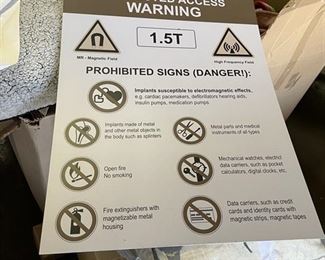 ACCESS
WARNING
1.5T
MR - Magnetic Field
High Frequency Field
PROHIBITED SIGNS (DANGER!):
Implants susceptible to electromagnetic effects,
e.g. cardiac pacemakers, defibrillators hearing aids,
insulin pumps, medication pumps
Implants made of metal
and other metal objects in
the body such as splinters
Metal parts and medical
instruments of all types
Open fire
No smoking
Mechanical watches, electric
data carriers, such as pocket
calculators, digital clocks, etc.
Fire extinguishers with
magnetizable metal
housing
Data carriers, such as
credit cards and identity cards with
magnetic strips, magnetic tapes